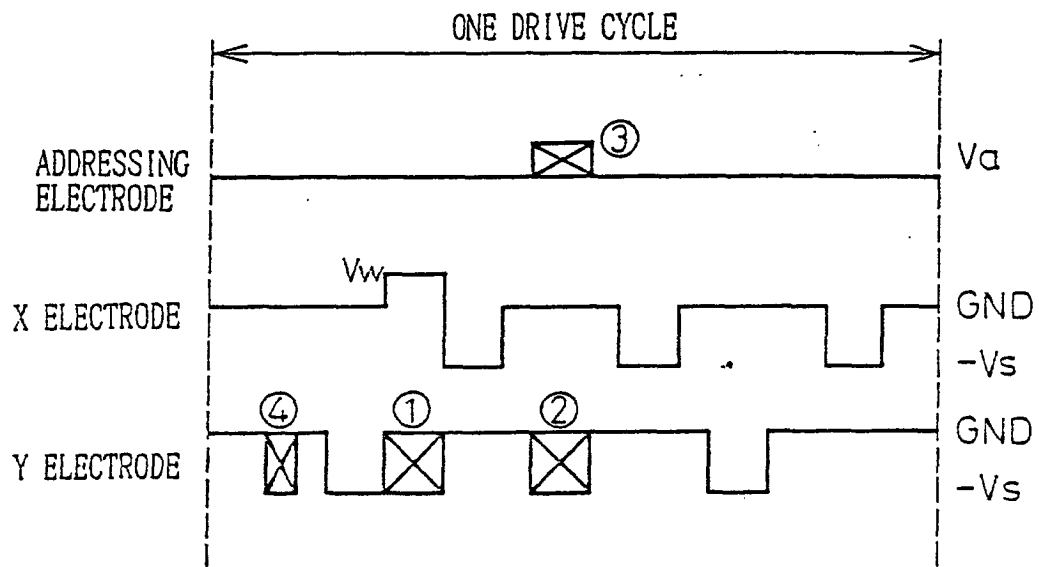 ONE DRIVE CYCLE
③
ADDRESSING
ELECTRODE
Va
Vw
X ELECTRODE
GND
-Vs
④
①
②
Y ELECTRODE
GND
-Vs